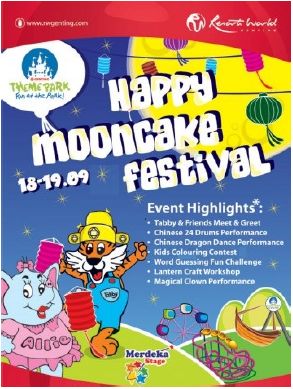 www.rwgenting.com
Resorts World
GENTING
THEME PARK
Fun at the Peak!
HAPPY
MOONCAKE
FESTIVAL
18-19.09
Event Highlights*:
• Tabby & Friends Meet & Greet
• Chinese 24 Drums Performance
• Chinese Dragon Dance Performance
• Kids Colouring Contest
• Word Guessing Fun Challenge
• Lantern Craft Workshop
• Magical Clown Performance
Tabby
Allie
Merdeka
Stage